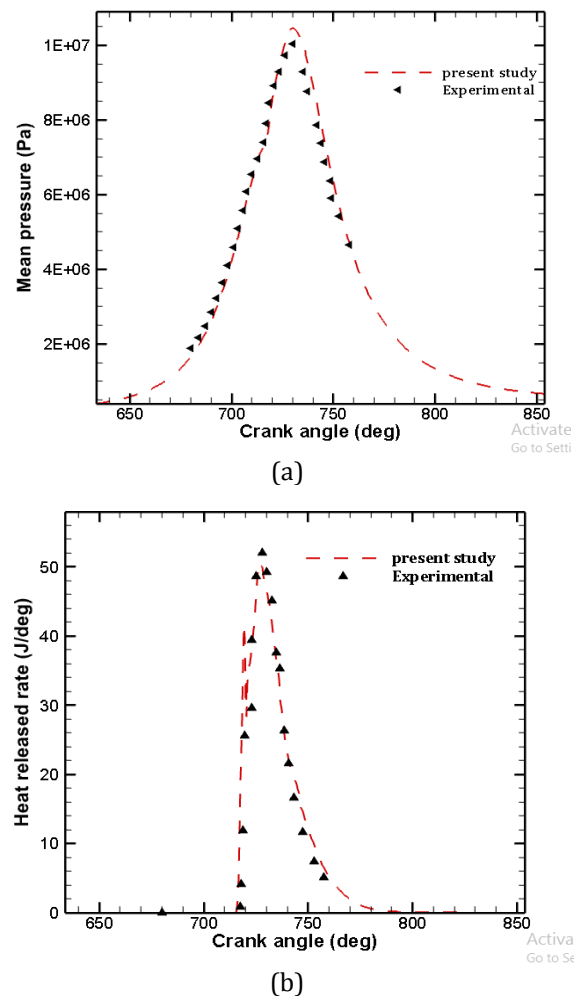 1E+07
8E+06
6E+06
4E+06
2E+06
Mean pressure (Pa)
present study
Experimental
650 700 750 800 850
Crank angle (deg)
Activate
Go to Setti
(a)
50
40
30
20
10
0
Heat released rate (J/deg)
present study
Experimental
650 700 750 800 850
Crank angle (deg)
Activa
Go to Se
(b)